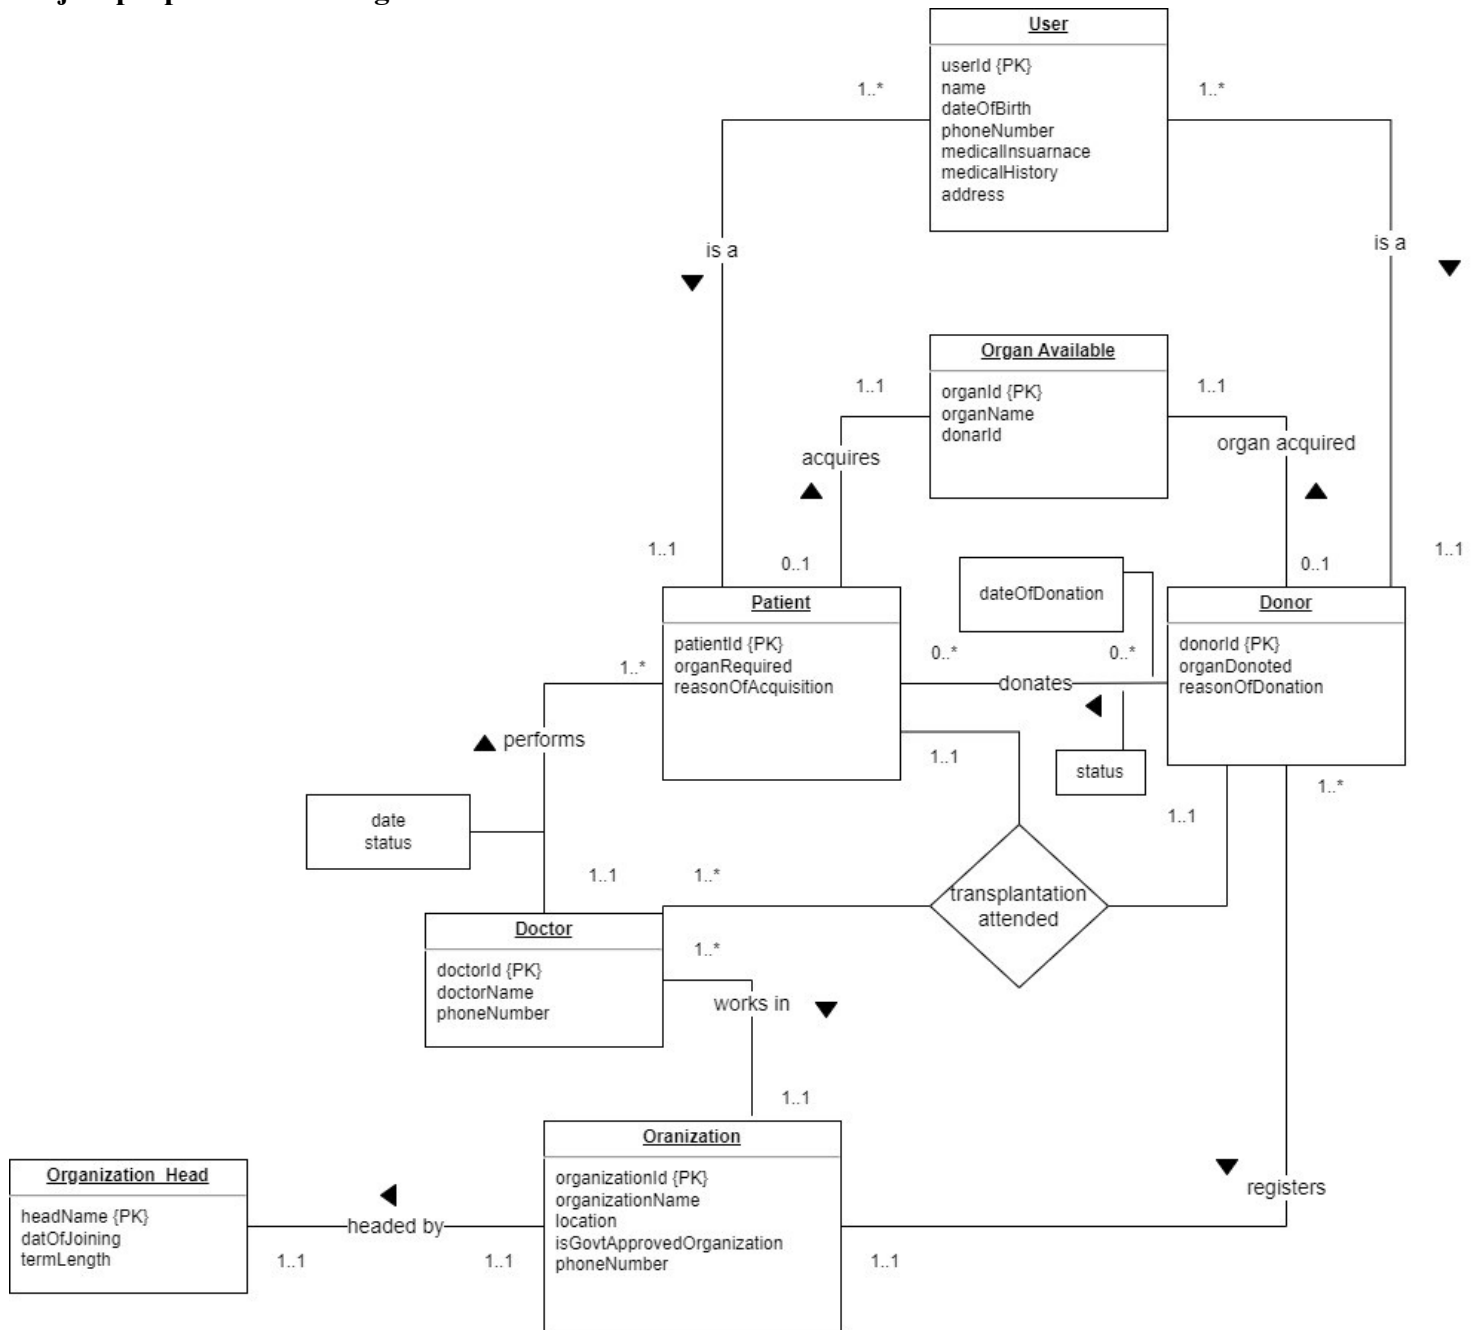 User
userId {PK}
name
dateOfBirth
phoneNumber
medicalInsuarnace
medicalHistory
address
1..*
1..*
is a
is a
Organ Available
organId {PK}
organName
donarId
1..1
1..1
acquires
organ acquired
1..1
0..1
0..1
1..1
dateOfDonation
Patient
patientId {PK}
organRequired
reasonOfAcquisition
Donor
donorId {PK}
organDonoted
reasonOfDonation
1..*
0..*
0..*
donates
performs
1..1
status
1..*
1..1
date
status
1..1
1..*
transplantation
attended
Doctor
doctorId {PK}
doctorName
phoneNumber
1..*
works in
1..1
Oranization
organizationId {PK}
organizationName
location
isGovtApprovedOrganization
phoneNumber
Organization_Head
headName {PK}
datOfJoining
termLength
headed by
1..1
1..1
1..1
registers